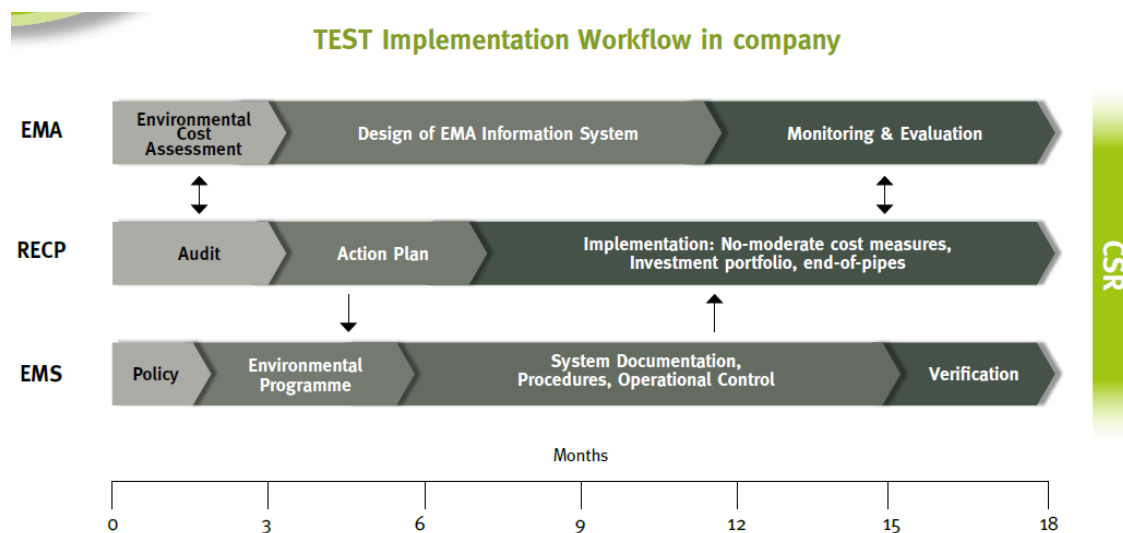 TEST Implementation Workflow in company
EMA
Environmental
Cost
Assessment
Design of EMA Information System
Monitoring & Evaluation
RECP
Audit
Action Plan
Implementation: No-moderate cost measures,
Investment portfolio, end-of-pipes
CSR
EMS
Policy
Environmental
Programme
System Documentation,
Procedures, Operational Control
Verification
Months
0 3 6 9 12 15 18